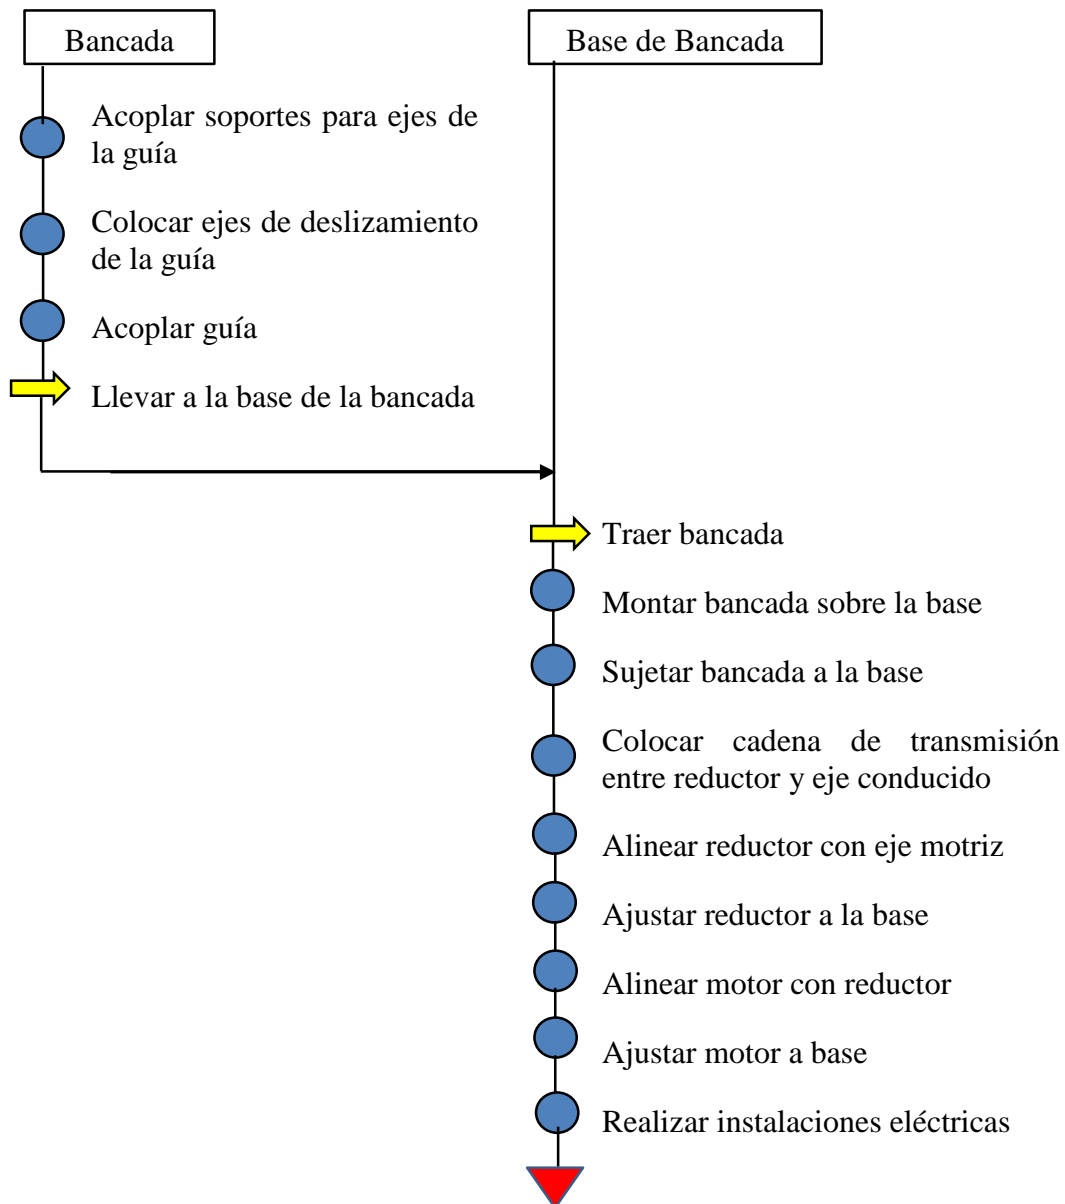 Bancada
Base de Bancada
Acoplar soportes para ejes de
la guía
Colocar ejes de deslizamiento
de la guía
Acoplar guía
Llevar a la base de la bancada
Traer bancada
Montar bancada sobre la base
Sujetar bancada a la base
Colocar cadena de transmisión
entre reductor y eje conducido
Alinear reductor con eje motriz
Ajustar reductor a la base
Alinear motor con reductor
Ajustar motor a base
Realizar instalaciones eléctricas